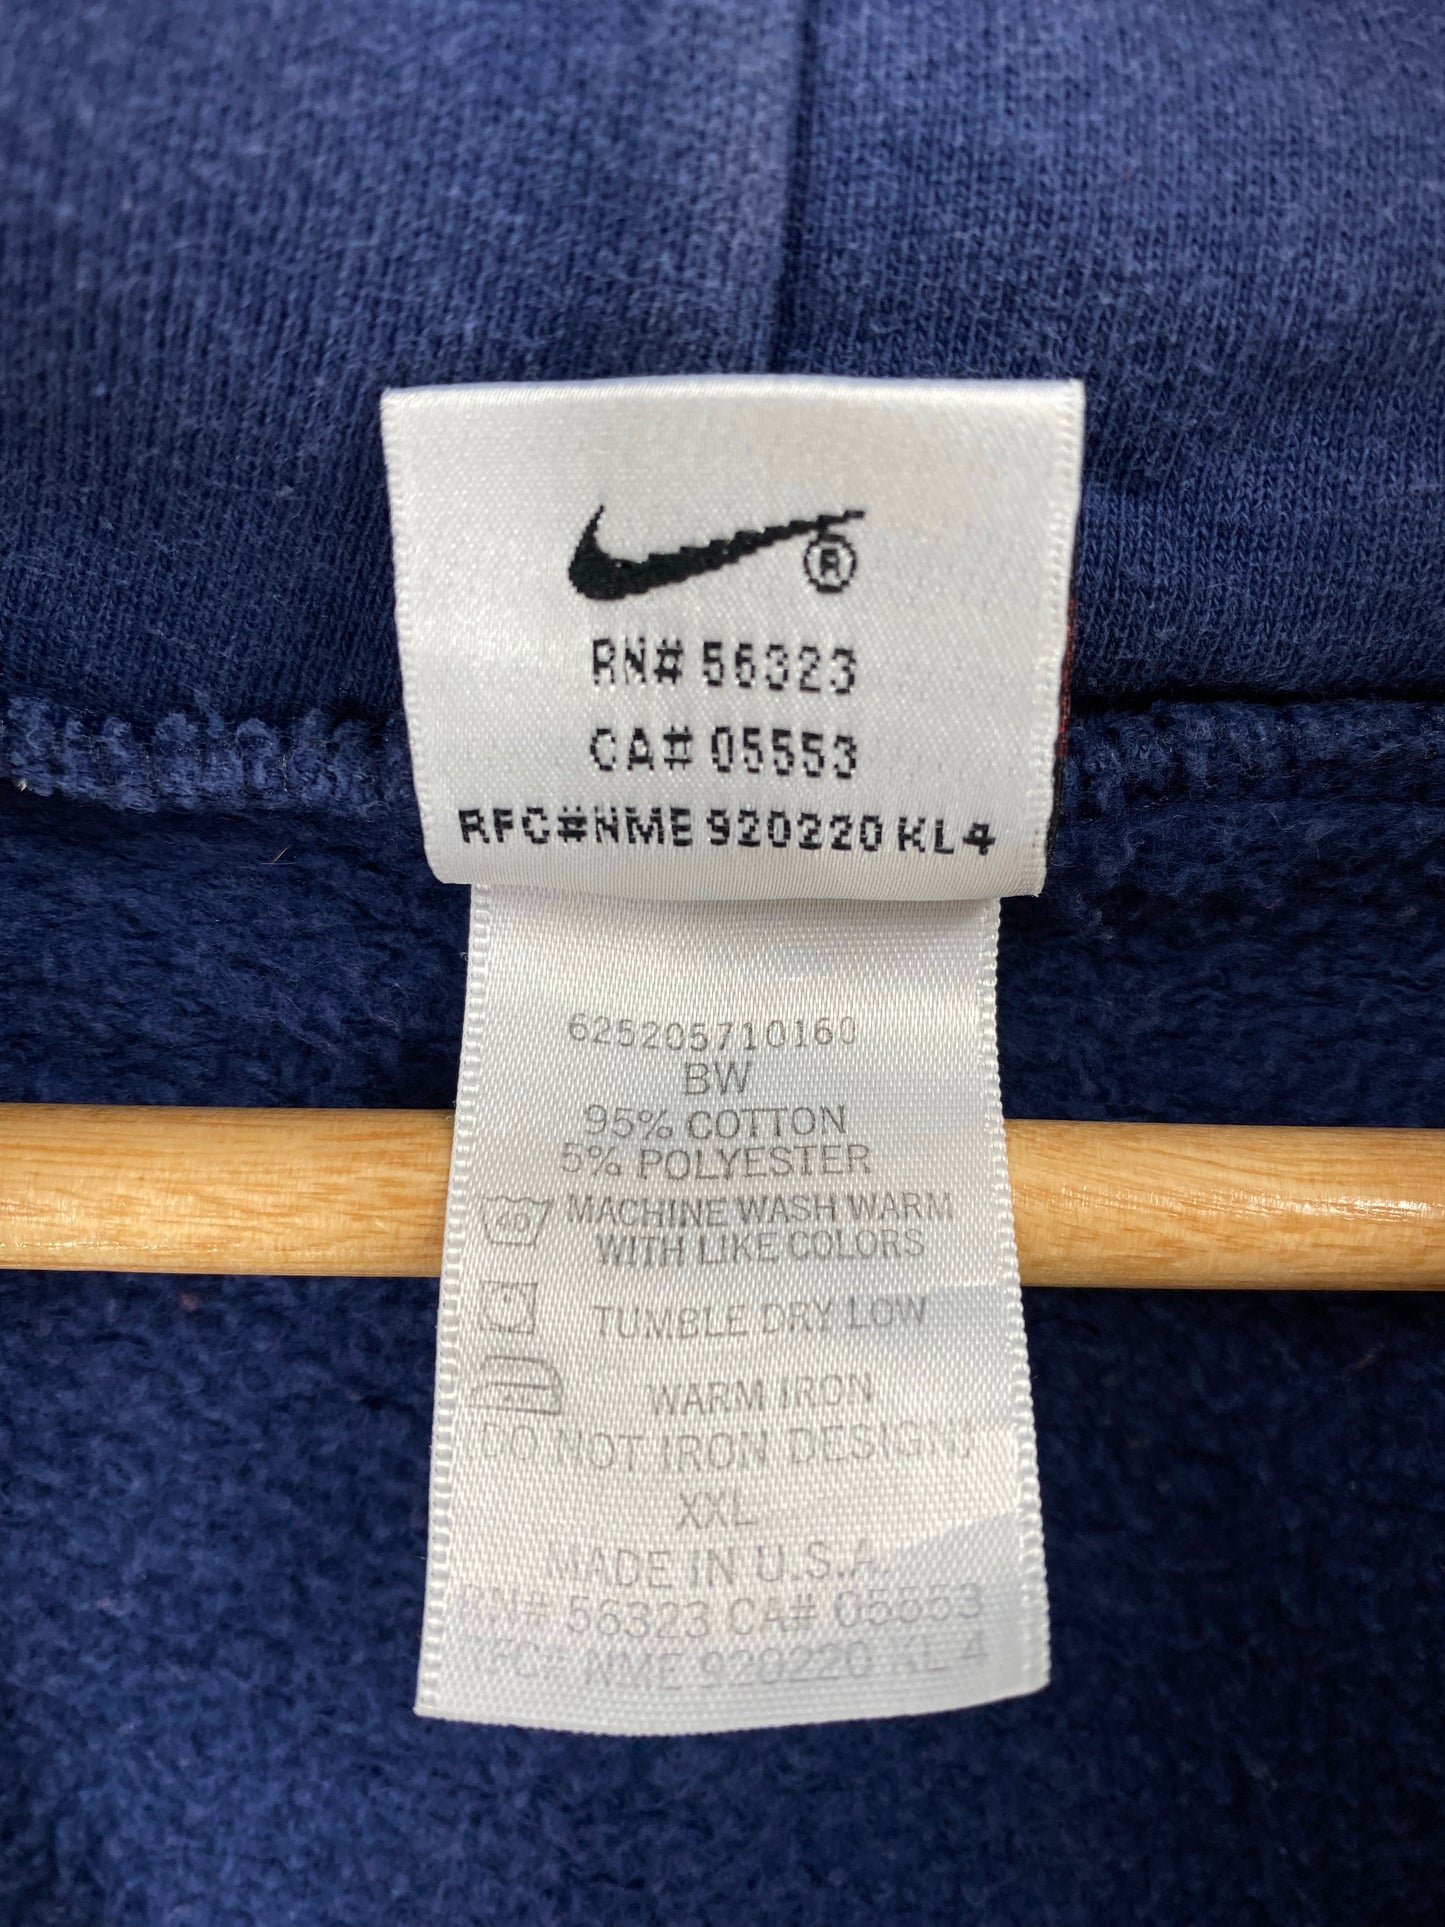 ®
RN# 56323
CA# 05553
RFC#NME 920220 KL4
625205710160
BW
95% COTTON
5% POLYESTER
40 MACHINE WASH WARM
WITH LIKE COLORS
TUMBLE DRY LOW
WARM IRON
DO NOT IRON DESIGN
XXL
MADE IN U.S.A.
RN# 56323 CA# 05553
RFC# NME 920220 KL 4